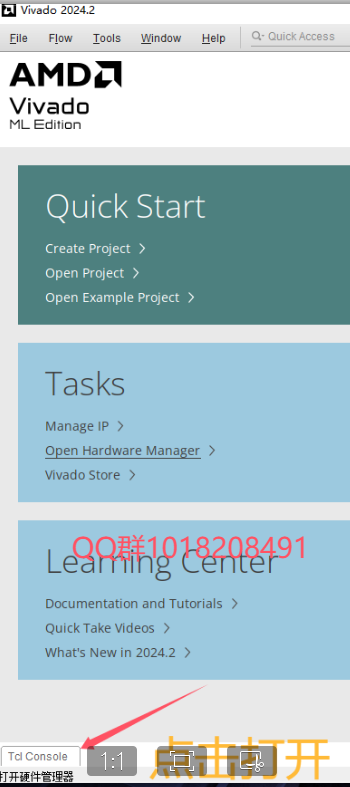 Vivado 2024.2
File Flow Tools Window Help Quick Access
AMD
Vivado
ML Edition
Quick Start
Create Project
Open Project
Open Example Project
Tasks
Manage IP
Open Hardware Manager
Vivado Store
QQ群1018208491
Learning Center
Documentation and Tutorials
Quick Take Videos
What's New in 2024.2
点击打开
Tcl Console
1:1
打开硬件管理器